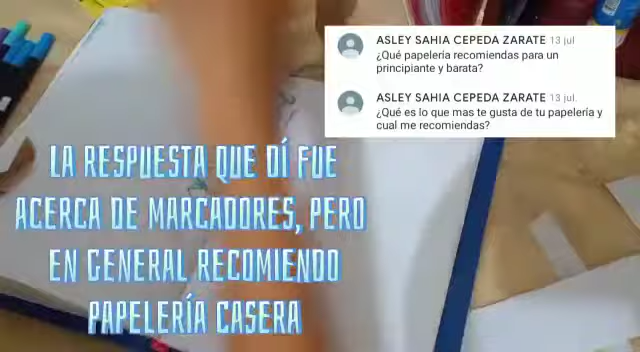 ASLEY SAHIA CEPEDA ZARATE 13 jul
¿Qué papelería recomiendas para un
principiante y barata?
ASLEY SAHIA CEPEDA ZARATE 13 jul
¿Qué es lo que mas te gusta de tu papelería y
cual me recomiendas?
LA RESPUESTA QUE DÍ FUE
ACERCA DE MARCADORES, PERO
EN GENERAL RECOMIENDO
PAPELERÍA CASERA